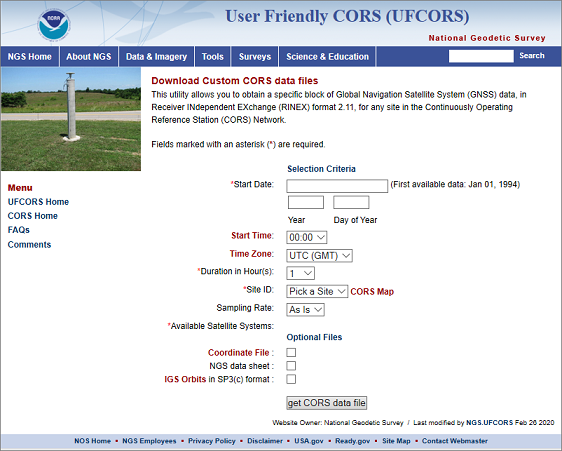 NOAA
User Friendly CORS (UFCORS)
National Geodetic Survey
NGS Home About NGS Data & Imagery Tools Surveys Science & Education Search
Download Custom CORS data files
This utility allows you to obtain a specific block of Global Navigation Satellite System (GNSS) data, in
Receiver INdependent EXchange (RINEX) format 2.11, for any site in the Continuously Operating
Reference Station (CORS) Network.
Fields marked with an asterisk (*) are required.
Menu
UFCORS Home
CORS Home
FAQs
Comments
Selection Criteria
*Start Date: (First available data: Jan 01, 1994)
Year Day of Year
Start Time: 00:00
Time Zone: UTC (GMT)
*Duration in Hour(s): 1
*Site ID: Pick a Site CORS Map
Sampling Rate: As Is
*Available Satellite Systems:
Optional Files
Coordinate File :
NGS data sheet :
IGS Orbits in SP3(c) format :
get CORS data file
Website Owner: National Geodetic Survey / Last modified by NGS.UFCORS Feb 26 2020
NOS Home • NGS Employees • Privacy Policy • Disclaimer • USA.gov • Ready.gov • Site Map • Contact Webmaster